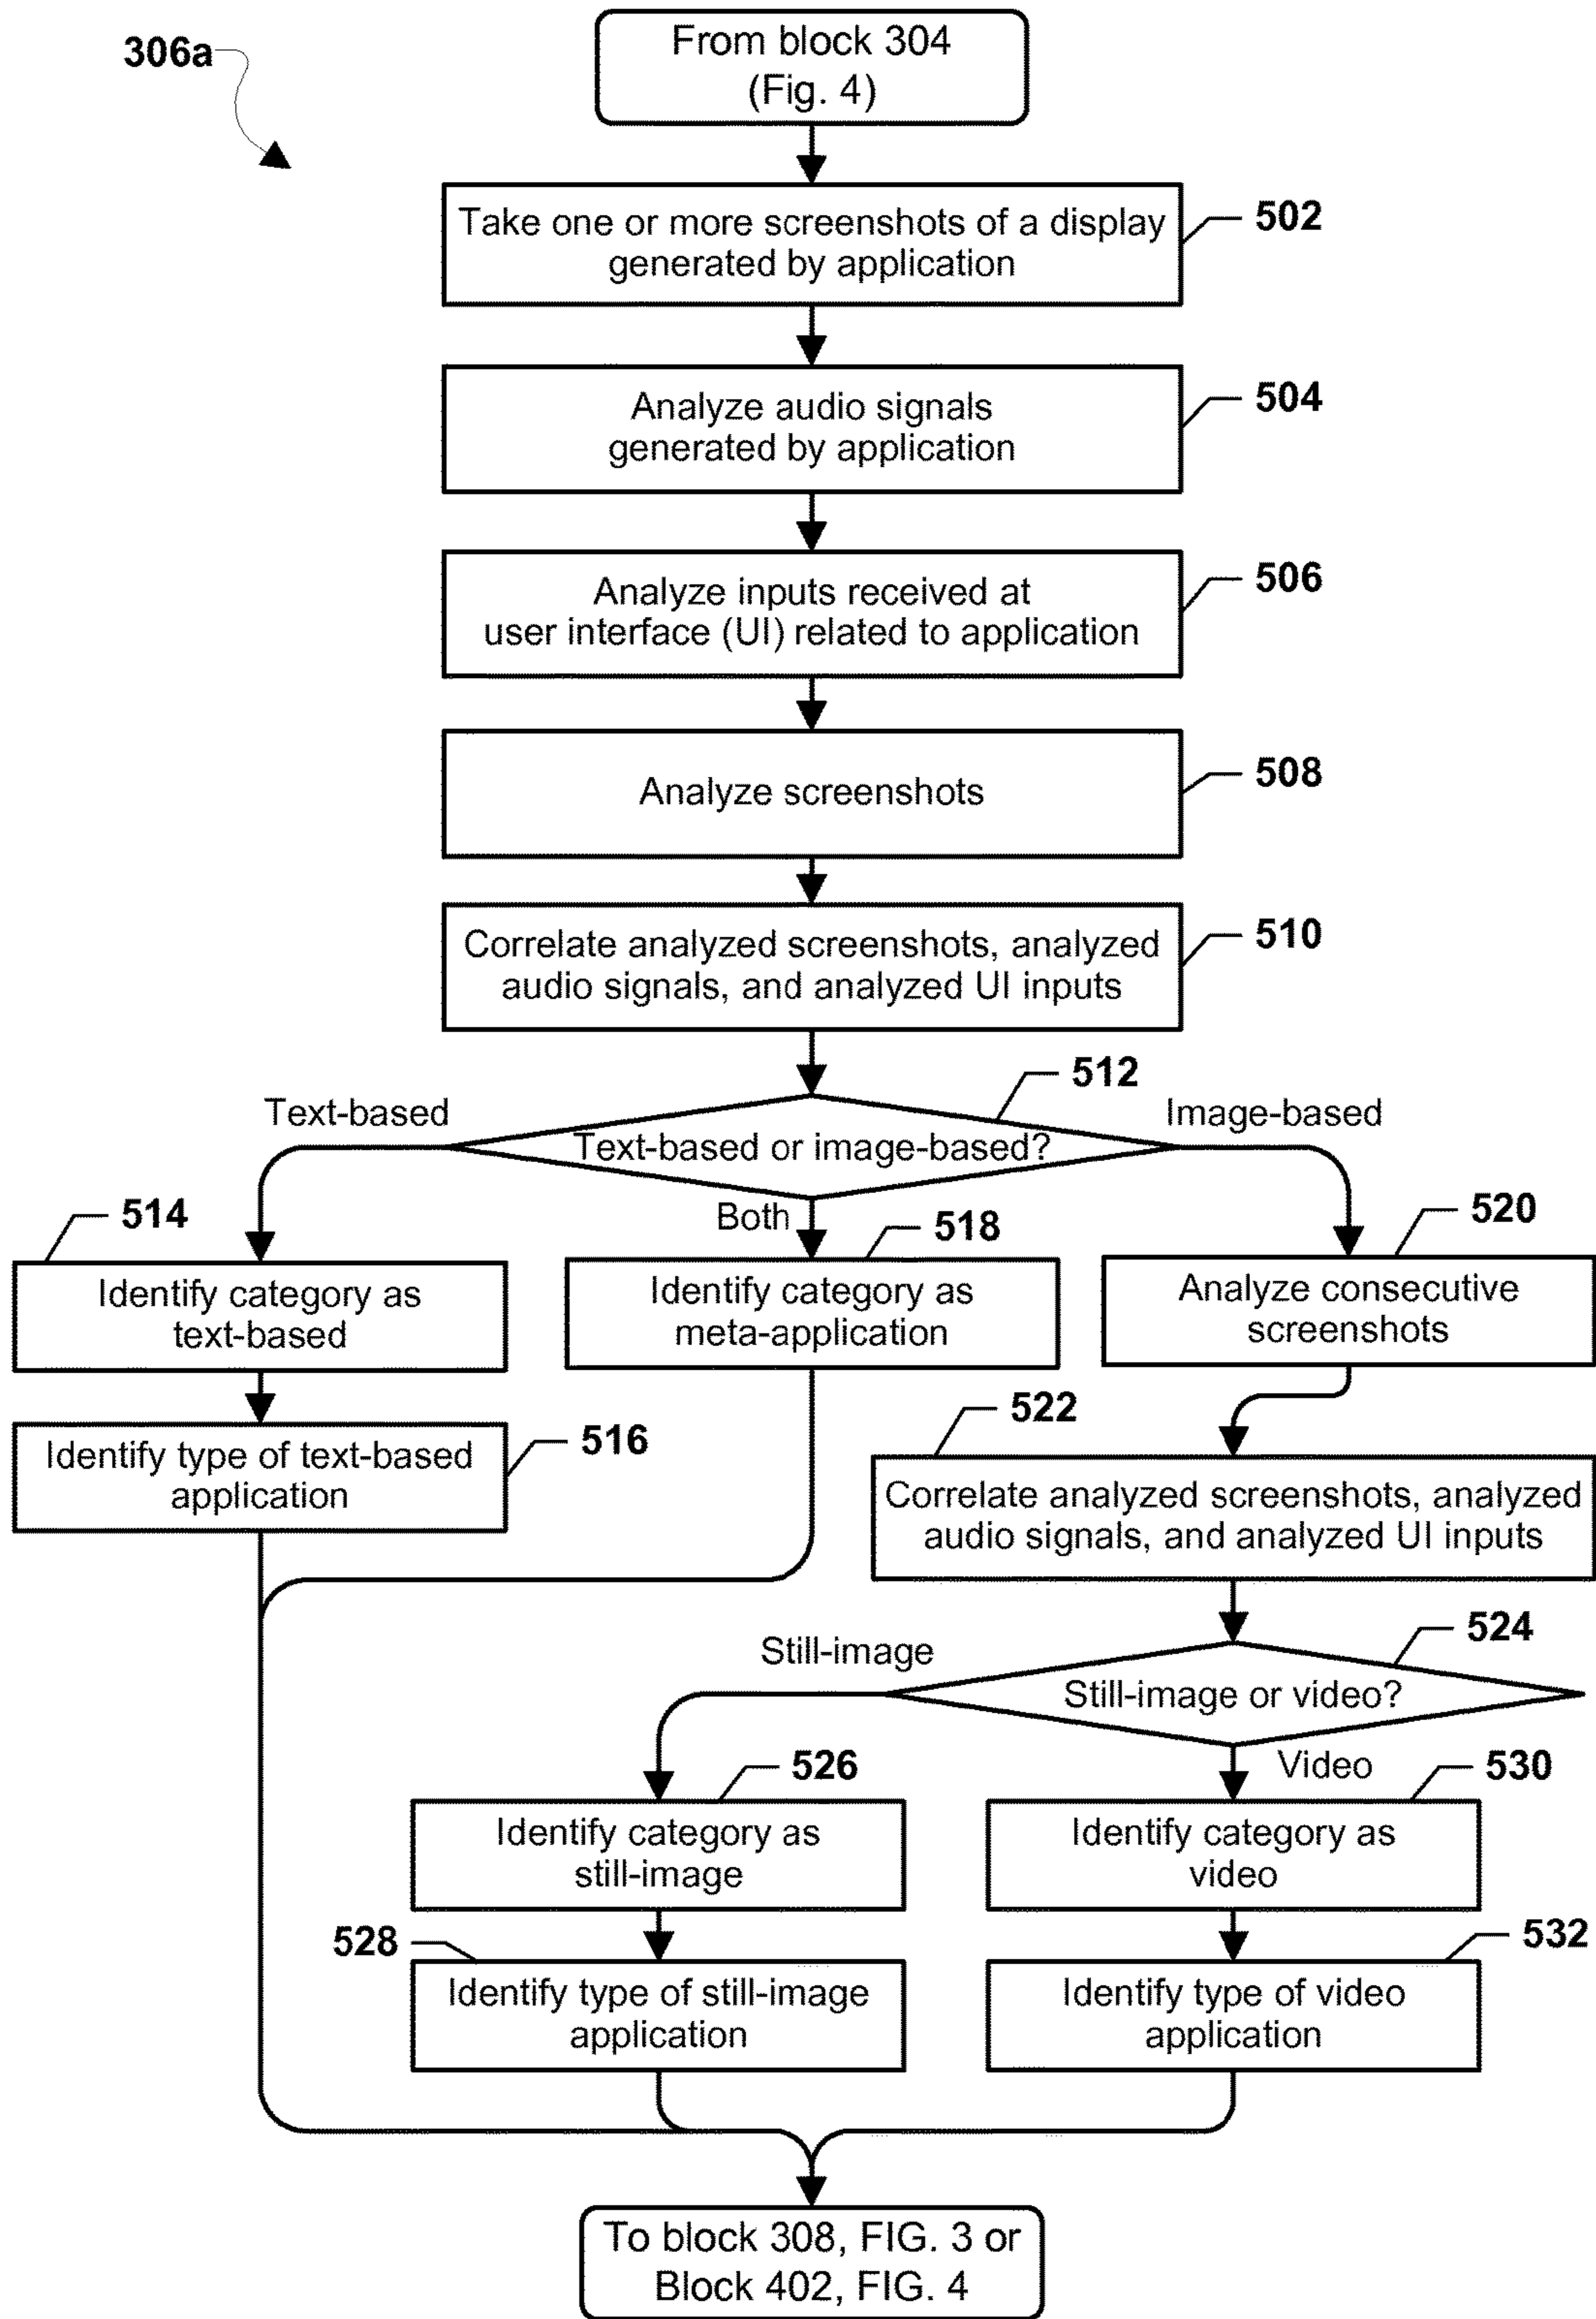 306a
From block 304
(Fig. 4)
Take one or more screenshots of a display
generated by application
502
Analyze audio signals
generated by application
504
Analyze inputs received at
user interface (UI) related to application
506
Analyze screenshots
508
Correlate analyzed screenshots, analyzed
audio signals, and analyzed UI inputs
510
512
Text-based
Text-based or image-based?
Image-based
Both
514
Identify category as
text-based
518
Identify category as
meta-application
520
Analyze consecutive
screenshots
516
Identify type of text-based
application
522
Correlate analyzed screenshots, analyzed
audio signals, and analyzed UI inputs
524
Still-image
Still-image or video?
Video
526
Identify category as
still-image
530
Identify category as
video
528
Identify type of still-image
application
532
Identify type of video
application
To block 308, FIG. 3 or
Block 402, FIG. 4